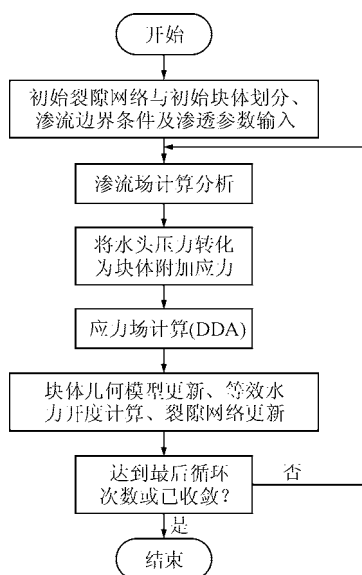 开始
初始裂隙网络与初始块体划分、
渗流边界条件及渗透参数输入
渗流场计算分析
将水头压力转化
为块体附加应力
应力场计算(DDA)
块体几何模型更新、等效水
力开度计算、裂隙网络更新
达到最后循环
次数或已收敛?
否
是
结束